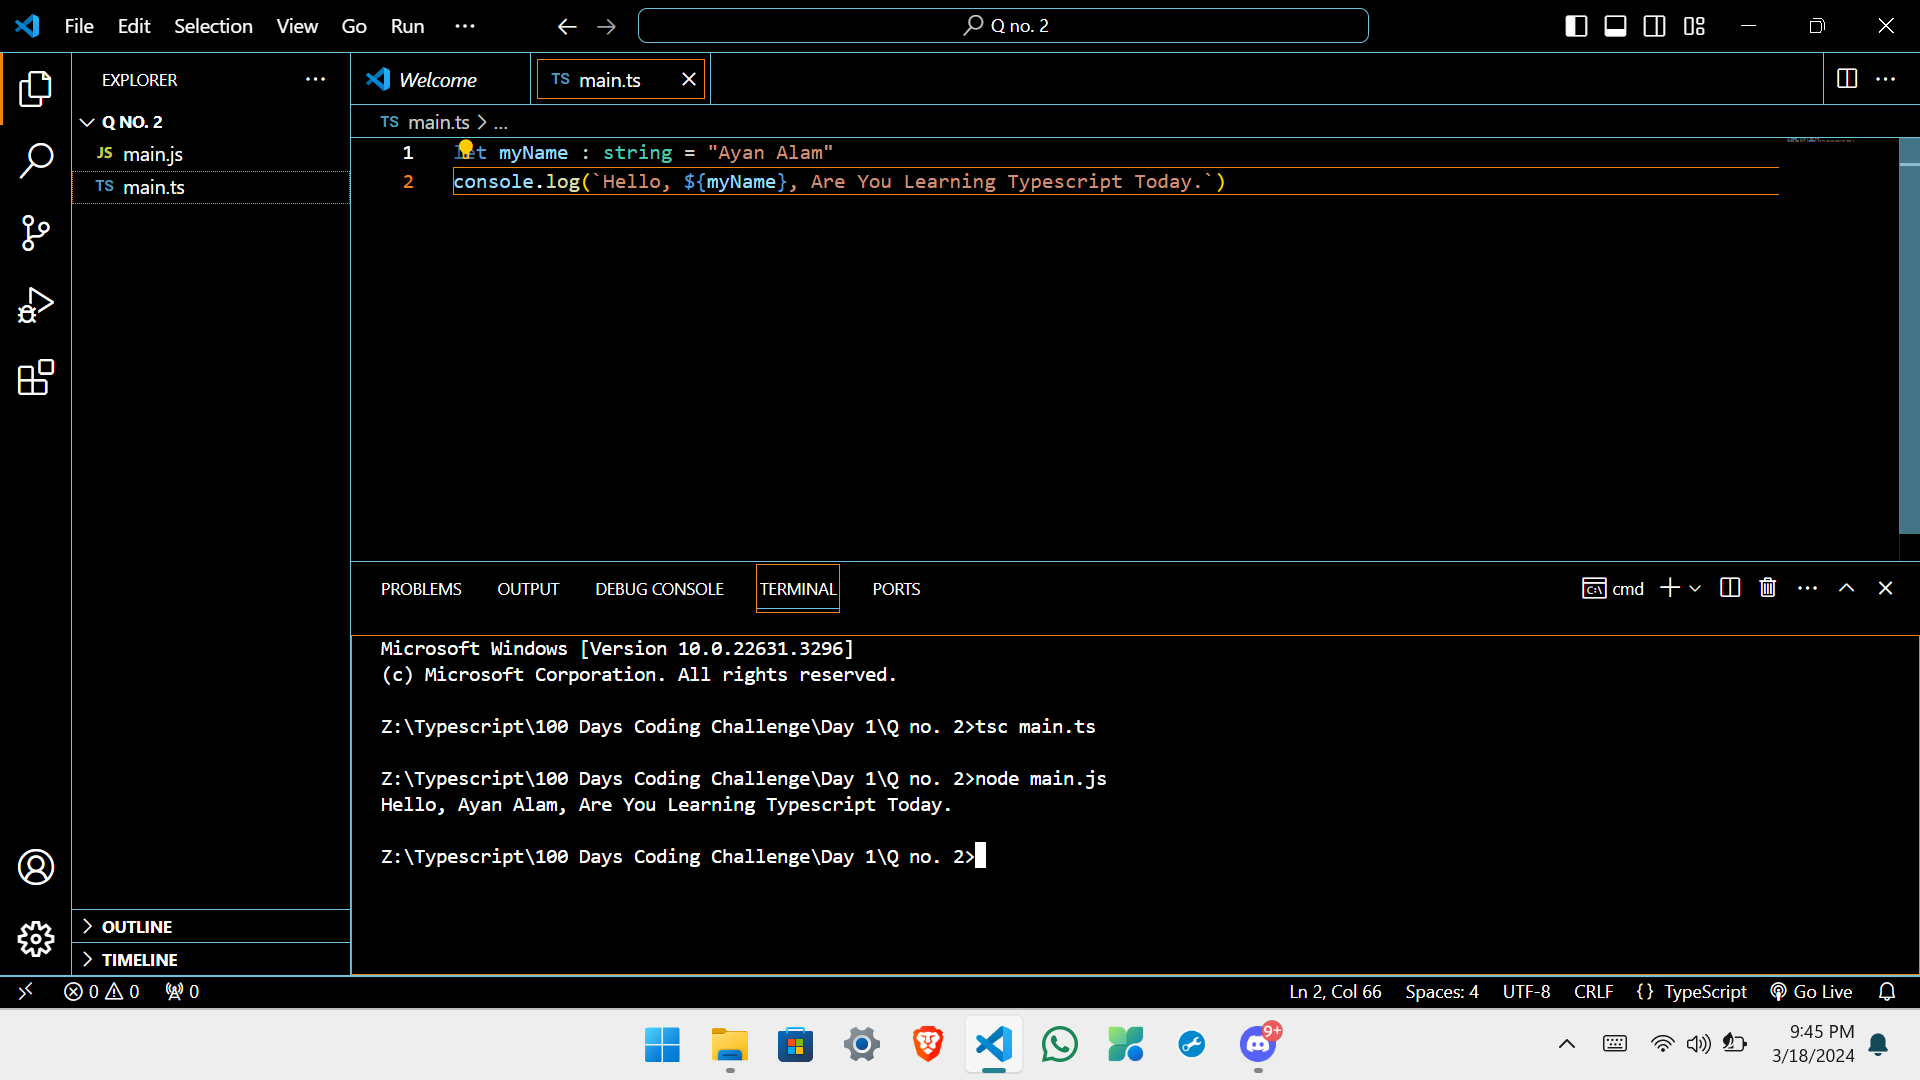 File Edit Selection View Go Run ...
Q no. 2
EXPLORER ...
Q NO. 2
JS main.js
TS main.ts
OUTLINE
TIMELINE
Welcome
TS main.ts
TS main.ts > ...
1 let myName : string = "Ayan Alam"
2 console.log(`Hello, ${myName}, Are You Learning Typescript Today.`)
PROBLEMS OUTPUT DEBUG CONSOLE TERMINAL PORTS
cmd
Microsoft Windows [Version 10.0.22631.3296]
(c) Microsoft Corporation. All rights reserved.
Z:\Typescript\100 Days Coding Challenge\Day 1\Q no. 2>tsc main.ts
Z:\Typescript\100 Days Coding Challenge\Day 1\Q no. 2>node main.js
Hello, Ayan Alam, Are You Learning Typescript Today.
Z:\Typescript\100 Days Coding Challenge\Day 1\Q no. 2>
0 0 0
Ln 2, Col 66 Spaces: 4 UTF-8 CRLF {} TypeScript Go Live
9+
9:45 PM
3/18/2024